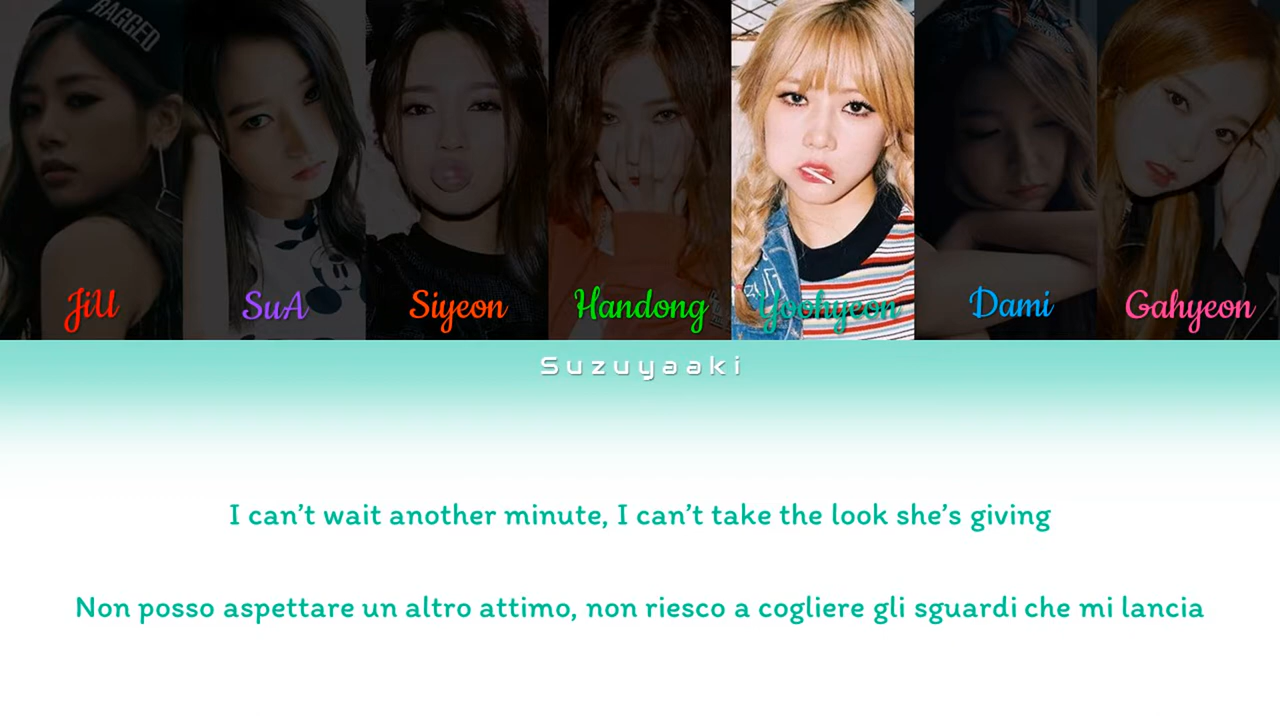 RAGGED
JiU
SuA
Siyeon
Handong
Yoohyeon
Dami
Gahyeon
Suzuyaaki
I can't wait another minute, I can't take the look she's giving
Non posso aspettare un altro attimo, non riesco a cogliere gli sguardi che mi lancia